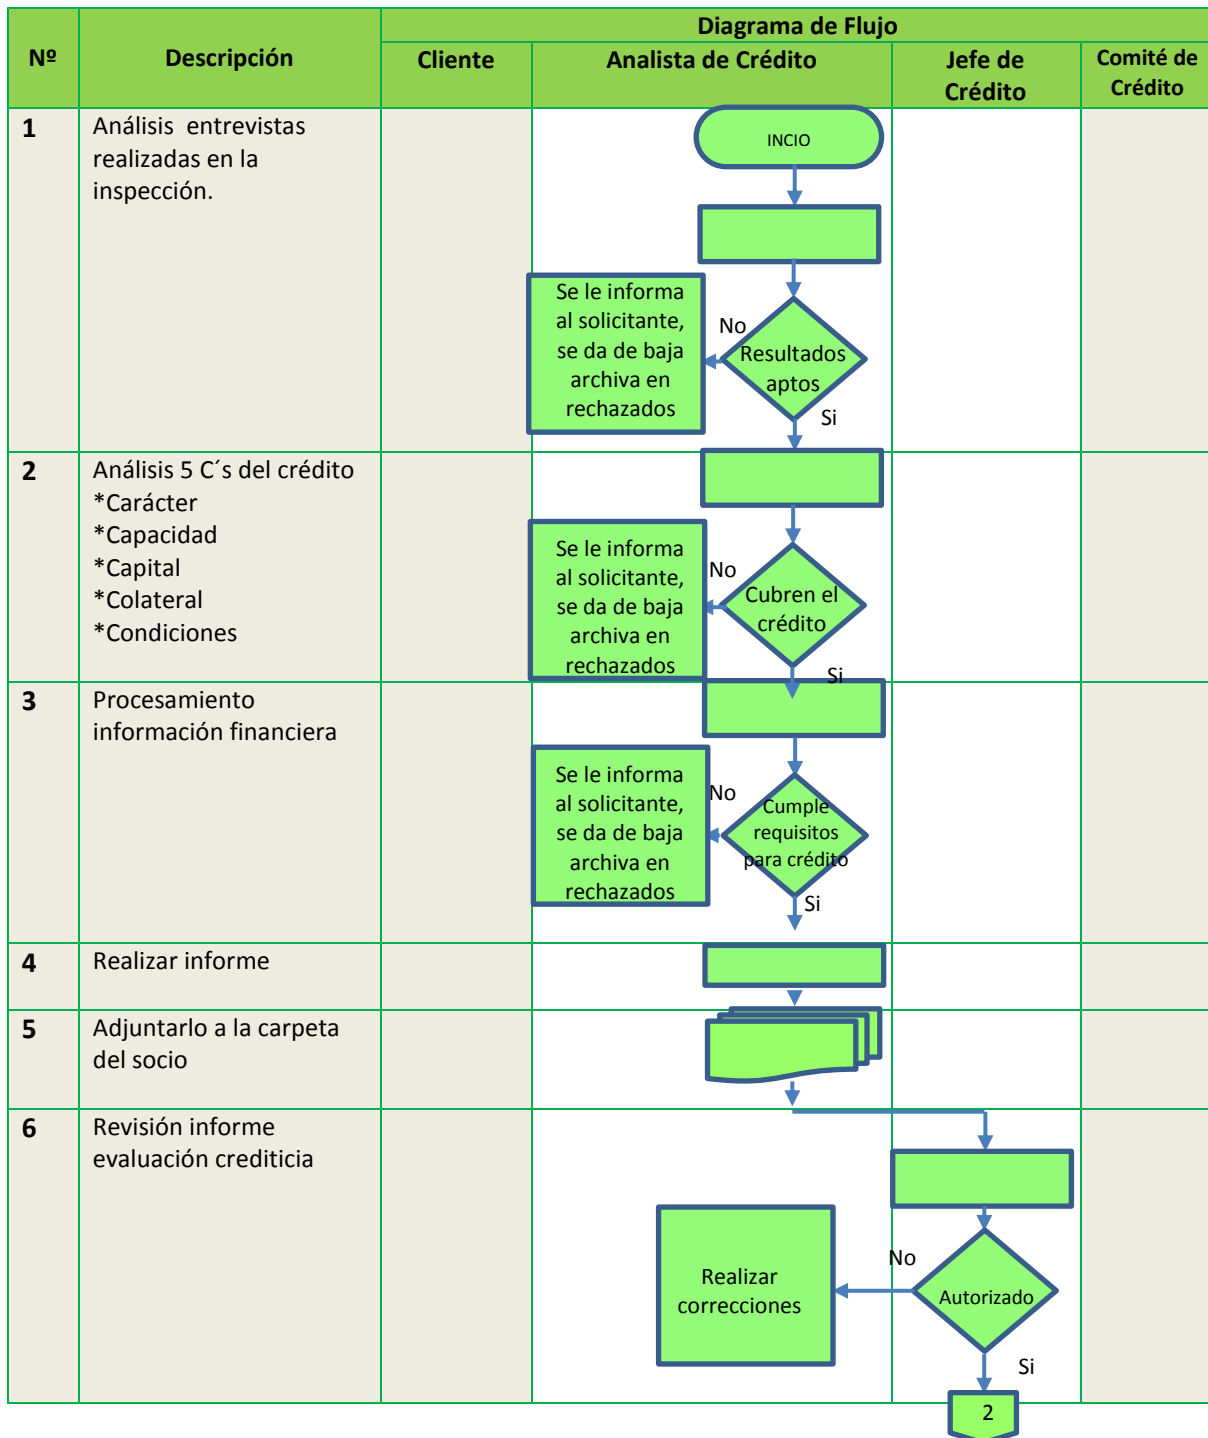 Nº
Descripción
Diagrama de Flujo
Cliente
Analista de Crédito
Jefe de
Crédito
Comité de
Crédito
1
Análisis entrevistas
realizadas en la
inspección.
INCIO
Se le informa
al solicitante,
se da de baja
archiva en
rechazados
No
Resultados
aptos
Si
2
Análisis 5 C´s del crédito
*Carácter
*Capacidad
*Capital
*Colateral
*Condiciones
Se le informa
al solicitante,
se da de baja
archiva en
rechazados
No
Cubren el
crédito
Si
3
Procesamiento
información financiera
Se le informa
al solicitante,
se da de baja
archiva en
rechazados
No
Cumple
requisitos
para crédito
Si
4
Realizar informe
5
Adjuntarlo a la carpeta
del socio
6
Revisión informe
evaluación crediticia
Realizar
correcciones
No
Autorizado
Si
2